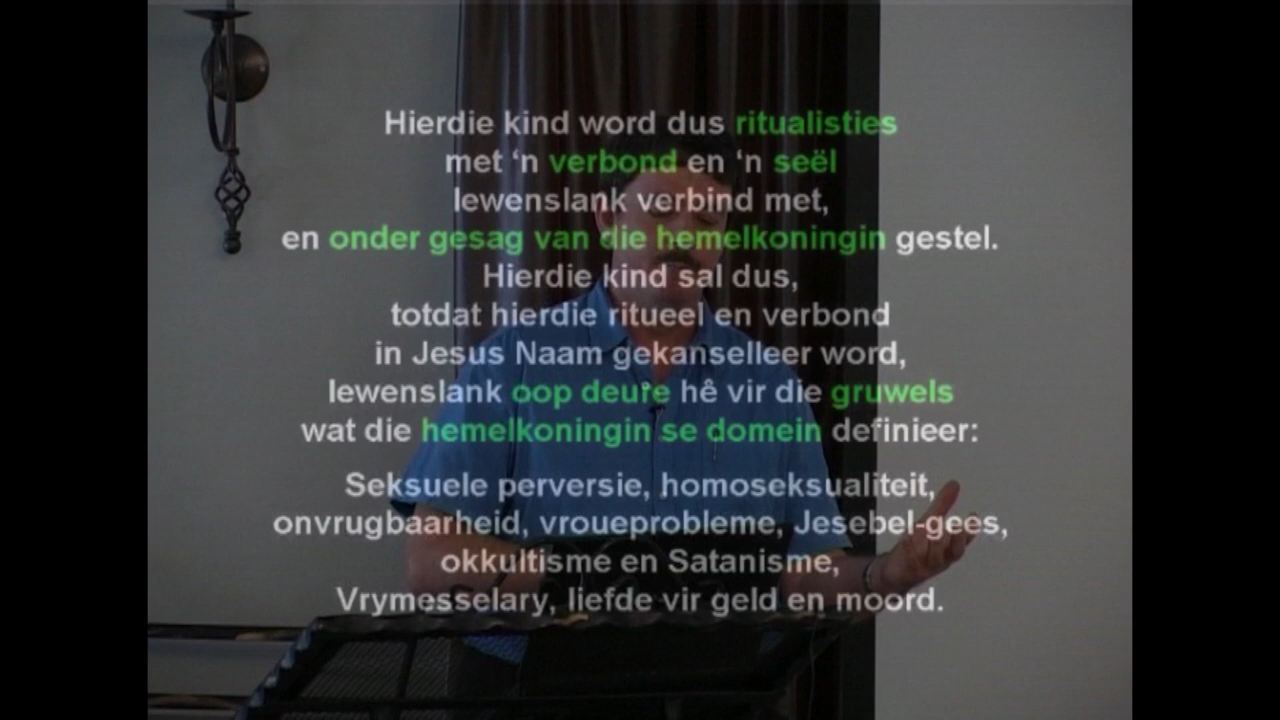 Hierdie kind word dus ritualisties
met ‘n verbond en ‘n seël
lewenslank verbind met,
en onder gesag van die hemelkoningin gestel.
Hierdie kind sal dus,
totdat hierdie ritueel en verbond
in Jesus Naam gekanselleer word,
lewenslank oop deure hê vir die gruwels
wat die hemelkoningin se domein definieer:
Seksuele perversie, homoseksualiteit,
onvrugbaarheid, vroueprobleme, Jesebel-gees,
okkultisme en Satanisme,
Vrymesselary, liefde vir geld en moord.